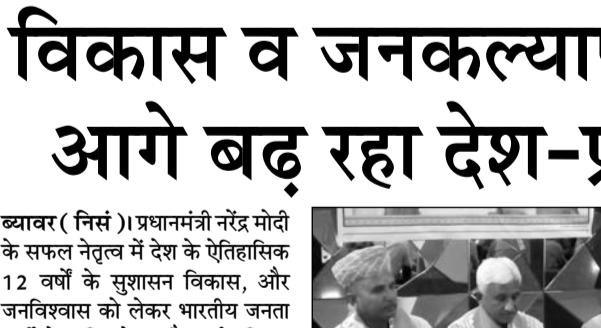 विकास व जनकल्या
आगे बढ़ रहा देश-प्र
ब्यावर ( निसं )। प्रधानमंत्री नरेंद्र मोदी
के सफल नेतृत्व में देश के ऐतिहासिक
12 वर्षों के सुशासन विकास, और
जनविश्वास को लेकर भारतीय जनता